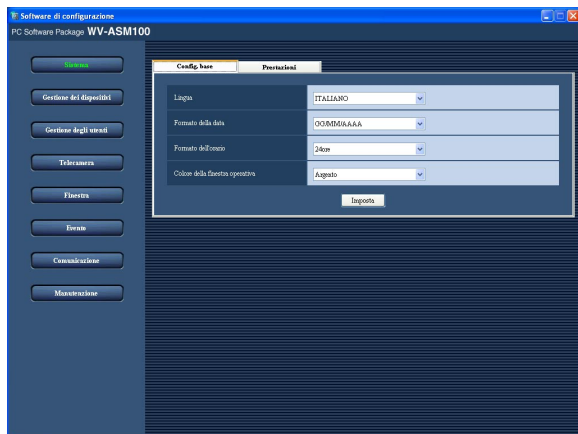 Software di configurazione
PC Software Package WV-ASM100
Sistema
Gestione dei dispositivi
Gestione degli utenti
Telecamera
Finestra
Evento
Comunicazione
Manutenzione
Config. base
Prestazioni
Lingua ITALIANO
Formato della data GG/MM/AAAA
Formato dell'orario 24ore
Colore della finestra operativa Argento
Imposta